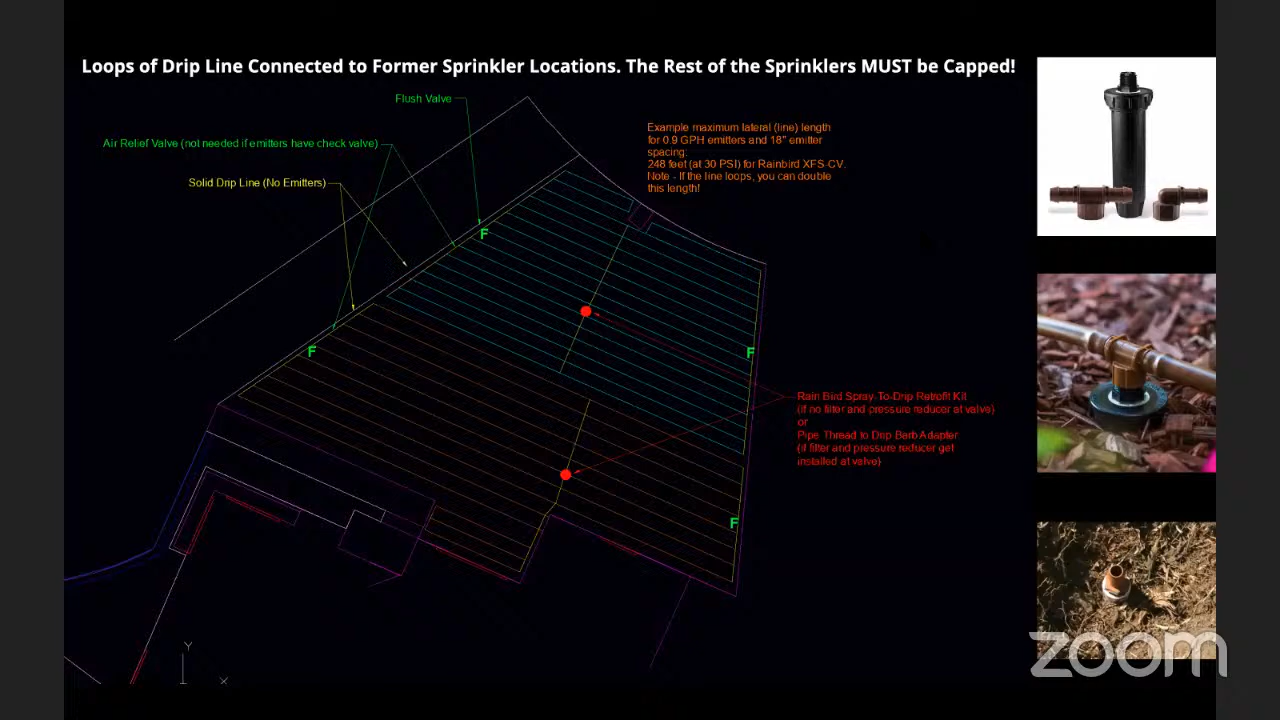 Loops of Drip Line Connected to Former Sprinkler Locations. The Rest of the Sprinklers MUST be Capped!
Flush Valve
Air Relief Valve (not needed if emitters have check valve)
Solid Drip Line (No Emitters)
Example maximum lateral (line) length
for 0.9 GPH emitters and 18" emitter
spacing:
248 feet (at 30 PSI) for Rainbird XFS-CV.
Note - If the line loops, you can double
this length!
F
F
F
F
Rain Bird Spray-To-Drip Retrofit Kit
(if no filter and pressure reducer at valve)
or
Pipe Thread to Drip Barb Adapter
(if filter and pressure reducer get
installed at valve)
Y
X
zoom